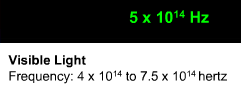 5 x 10¹⁴ Hz
Visible Light
Frequency: 4 x 10¹⁴ to 7.5 x 10¹⁴ hertz